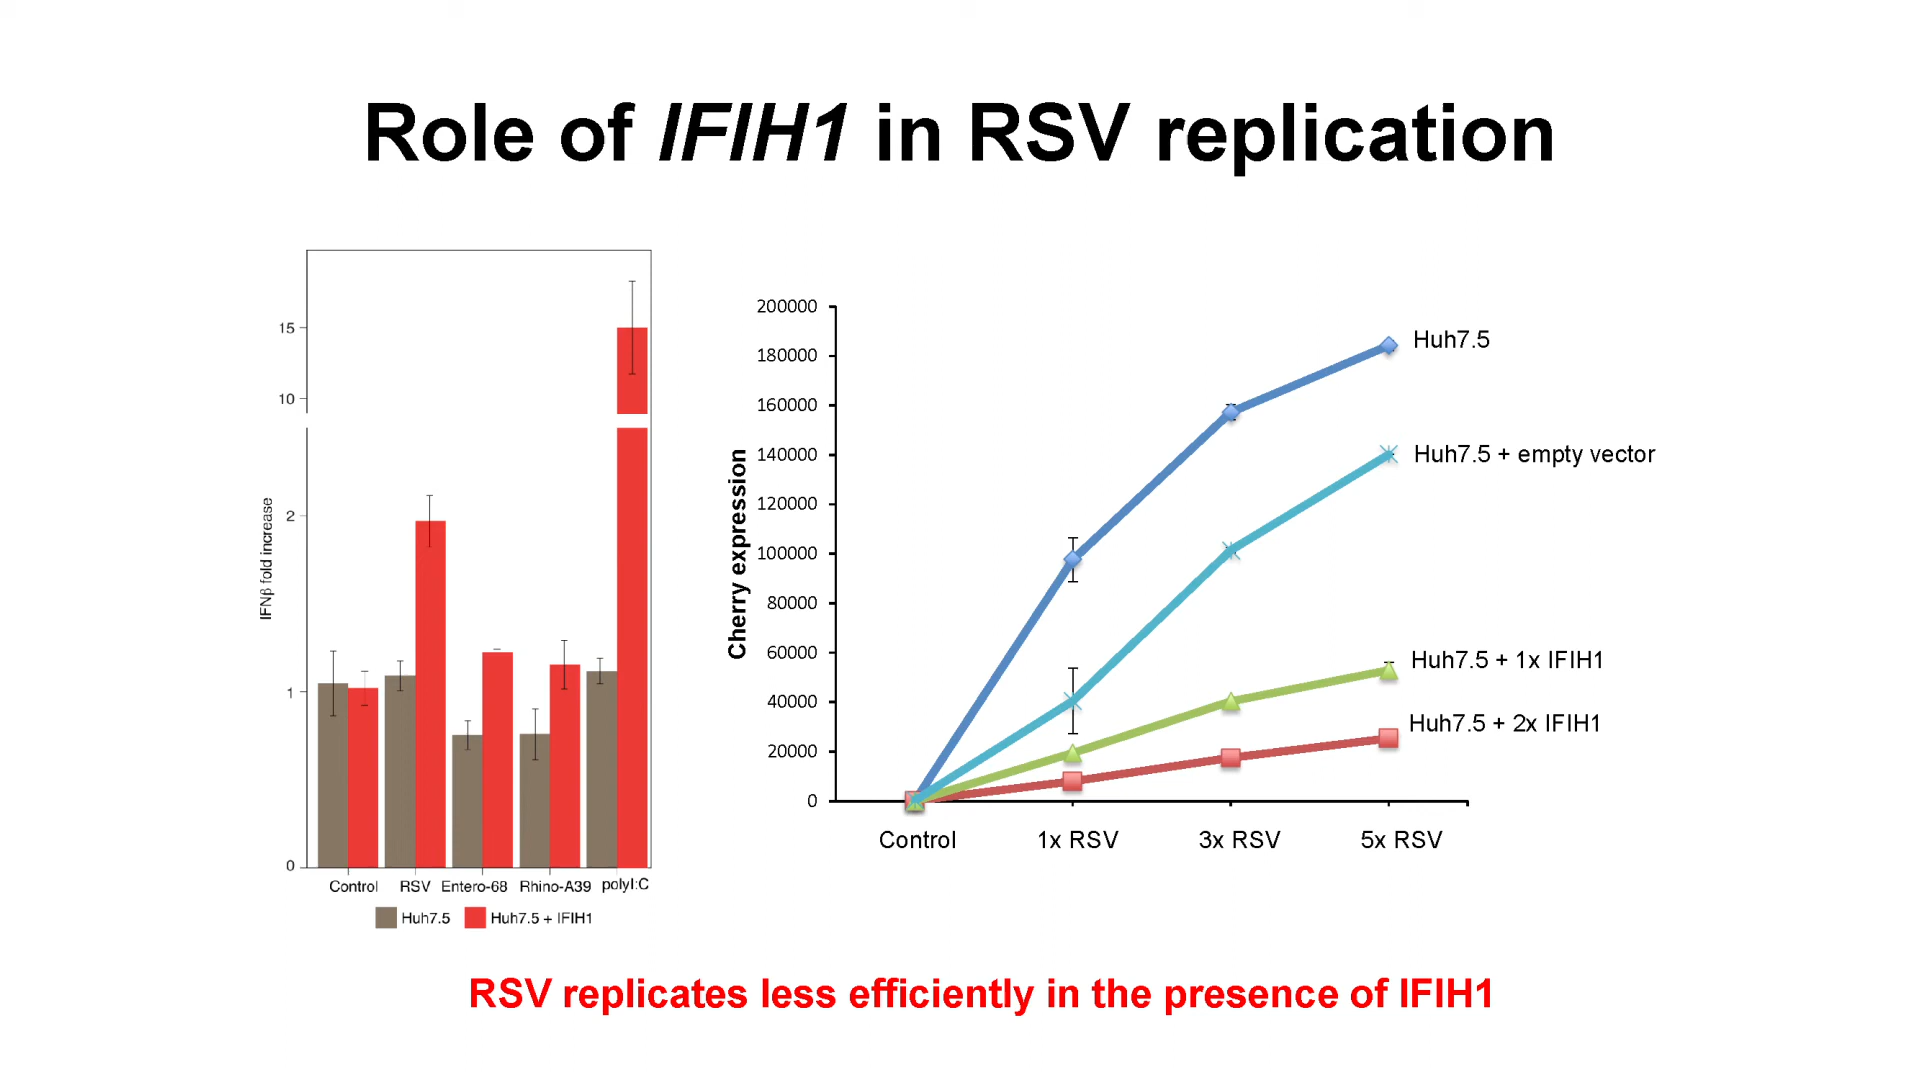 Role of IFIH1 in RSV replication
15
10
2
1
0
IFNβ fold increase
Control RSV Entero-68 Rhino-A39 polyI:C
Huh7.5 Huh7.5 + IFIH1
200000
180000
160000
140000
120000
100000
80000
60000
40000
20000
0
Cherry expression
Control 1x RSV 3x RSV 5x RSV
Huh7.5
Huh7.5 + empty vector
Huh7.5 + 1x IFIH1
Huh7.5 + 2x IFIH1
RSV replicates less efficiently in the presence of IFIH1